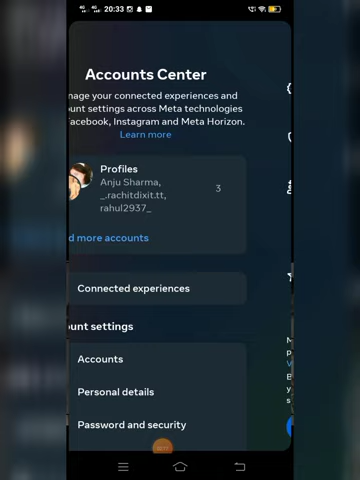 20:33
Accounts Center
nage your connected experiences and
ount settings across Meta technologies
acebook, Instagram and Meta Horizon.
Learn more
Profiles
Anju Sharma,
_.rachitdixit.tt,
rahul2937_
3
d more accounts
Connected experiences
ount settings
Accounts
Personal details
Password and security